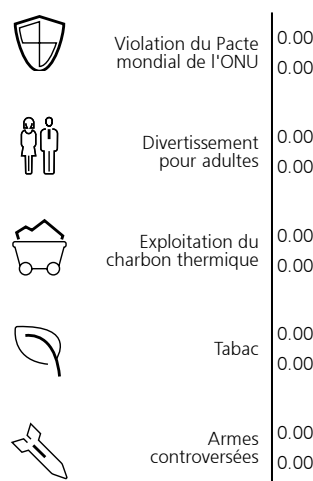 Violation du Pacte
mondial de l'ONU
0.00
0.00
Divertissement
pour adultes
0.00
0.00
Exploitation du
charbon thermique
0.00
0.00
Tabac
0.00
0.00
Armes
controversées
0.00
0.00